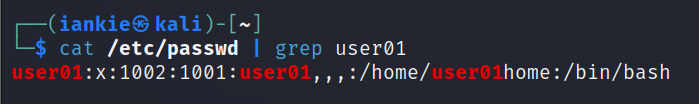 ┌──(iankie㉿kali)-[~]
└─$ cat /etc/passwd | grep user01
user01:x:1002:1001:user01,,,:/home/user01home:/bin/bash